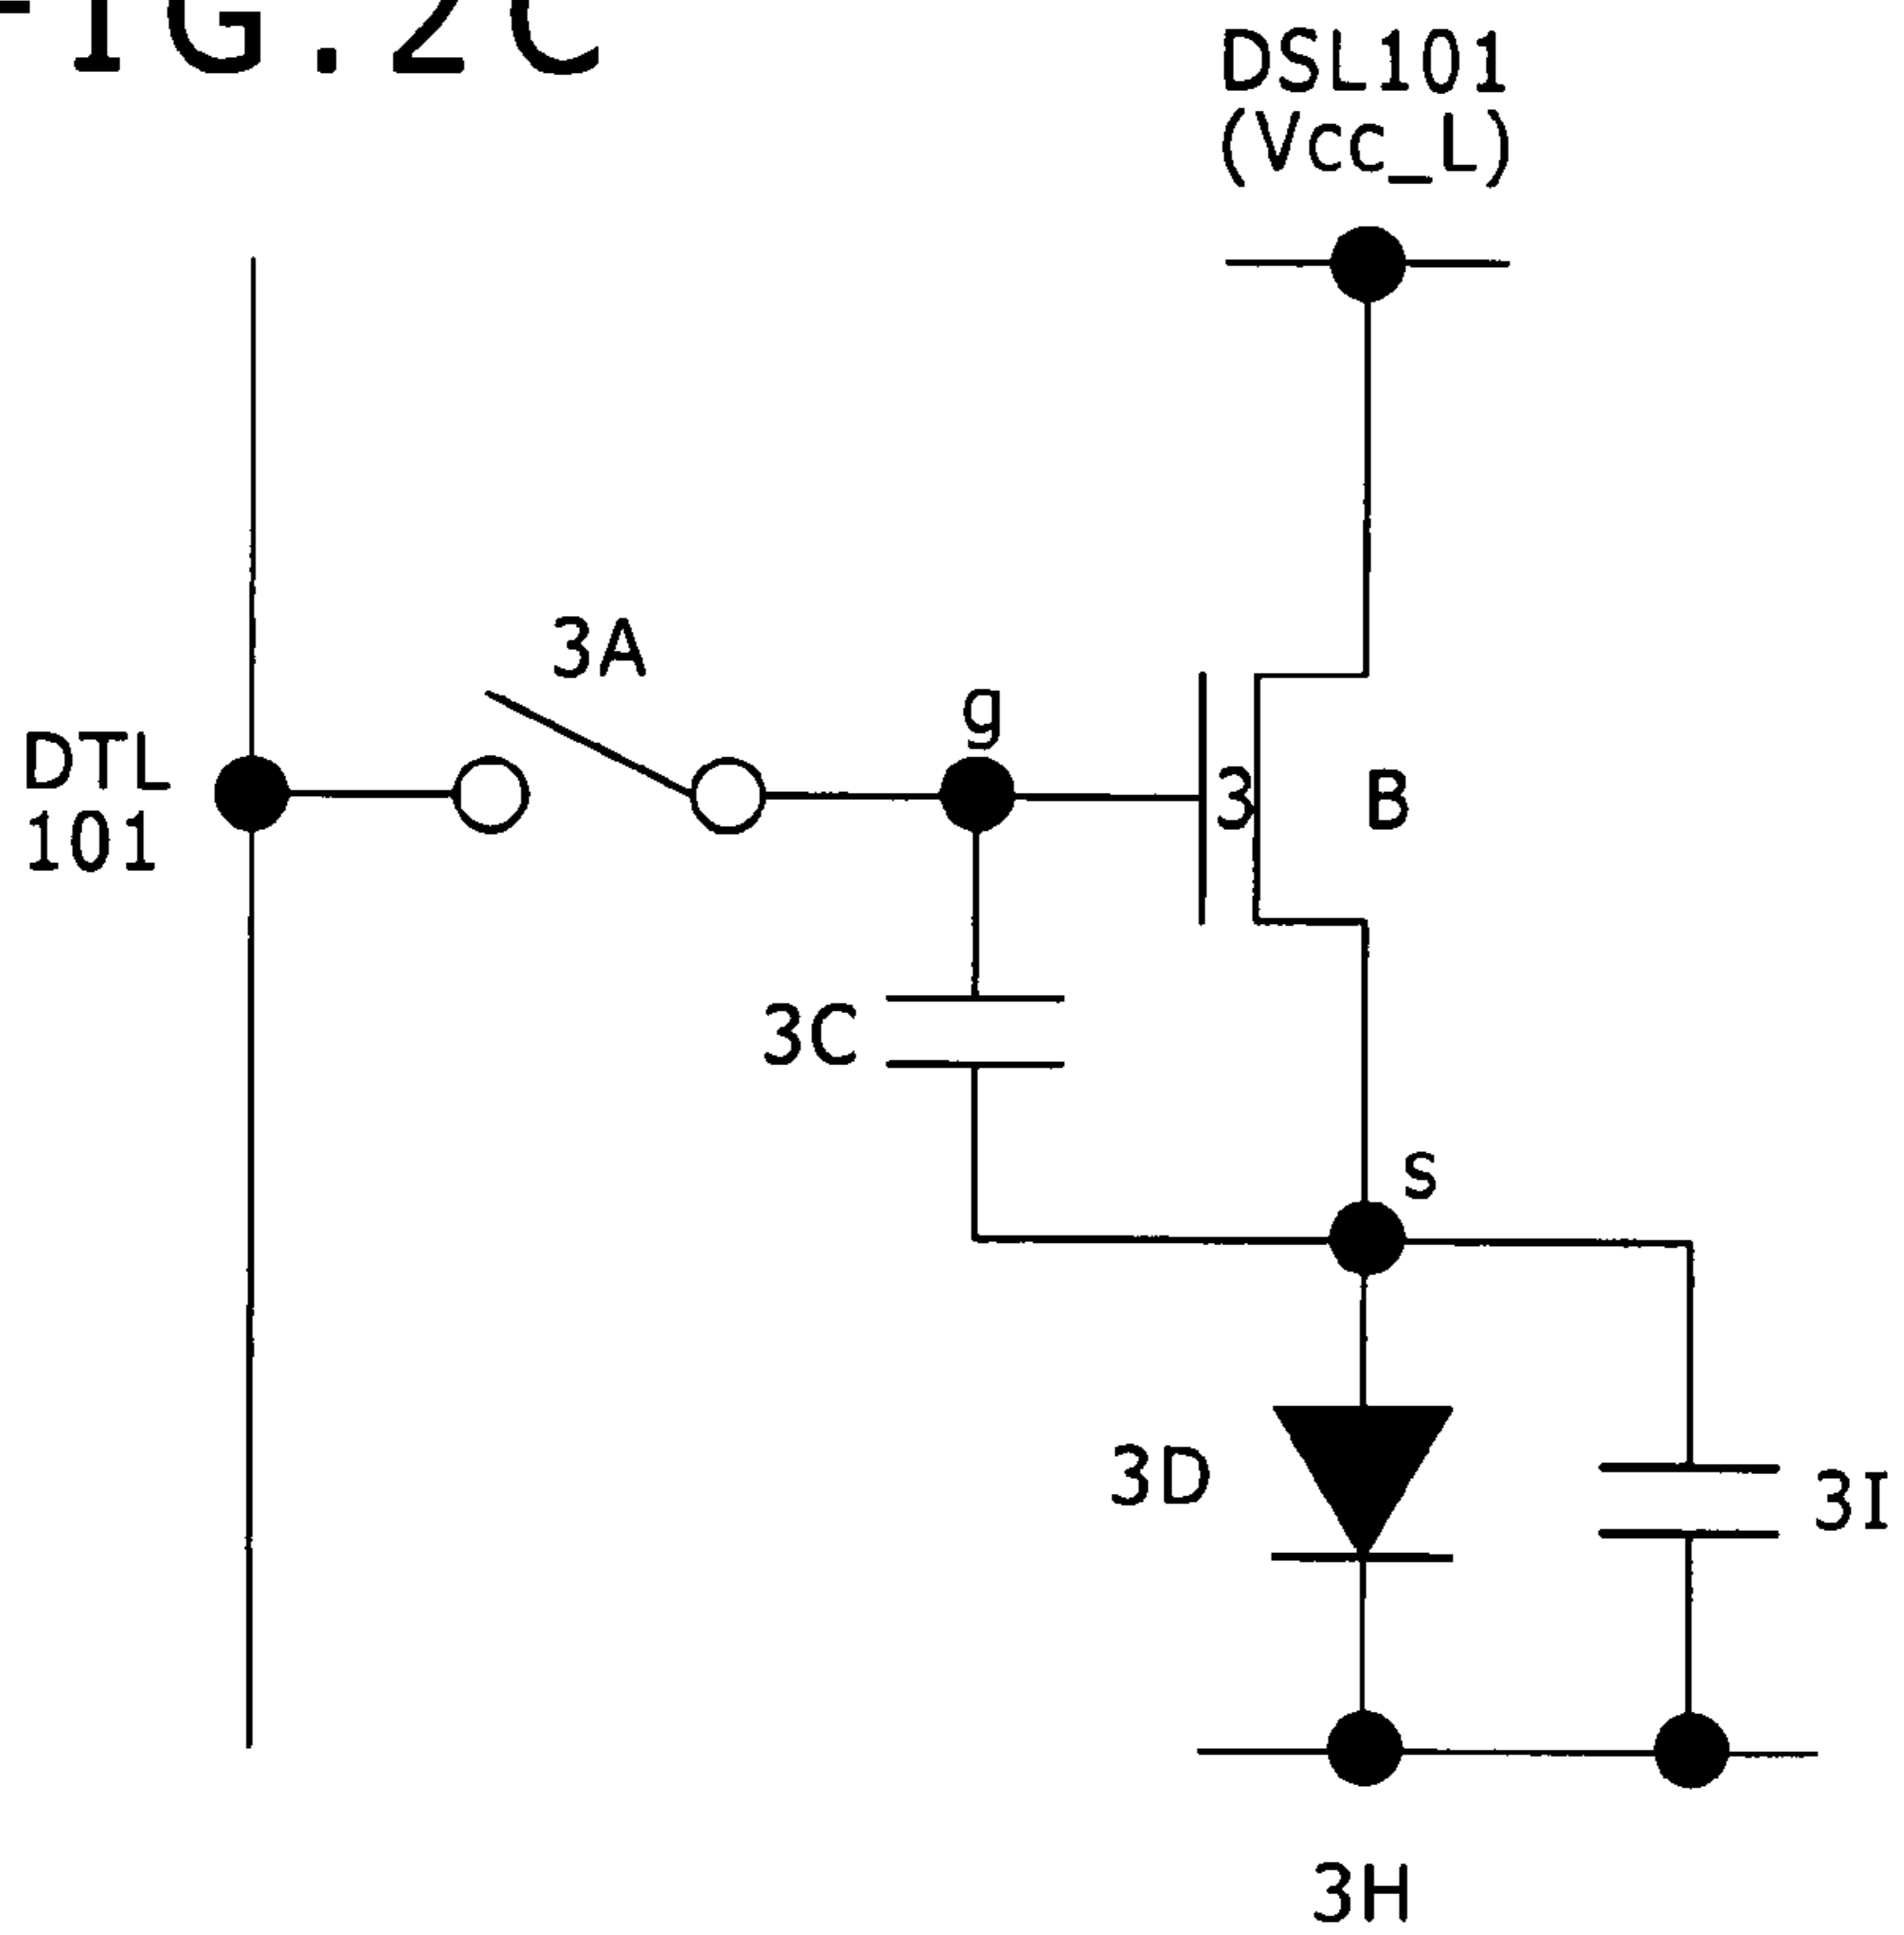 FIG.2C
DSL101
(Vcc_L)
3A
g
DTL
101
3 B
3C
s
3D
3I
3H